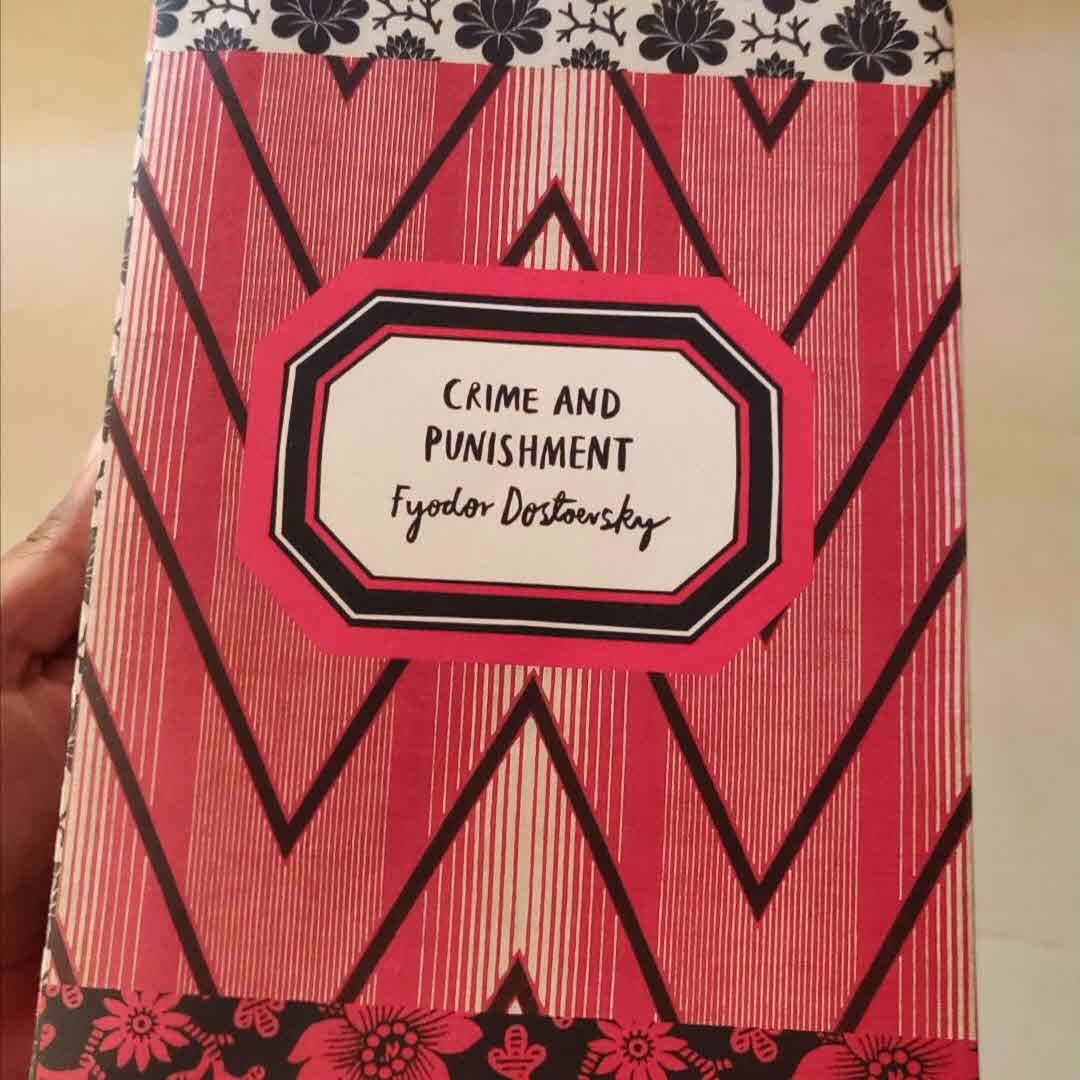 CRIME AND
PUNISHMENT
Fyodor Dostoevsky